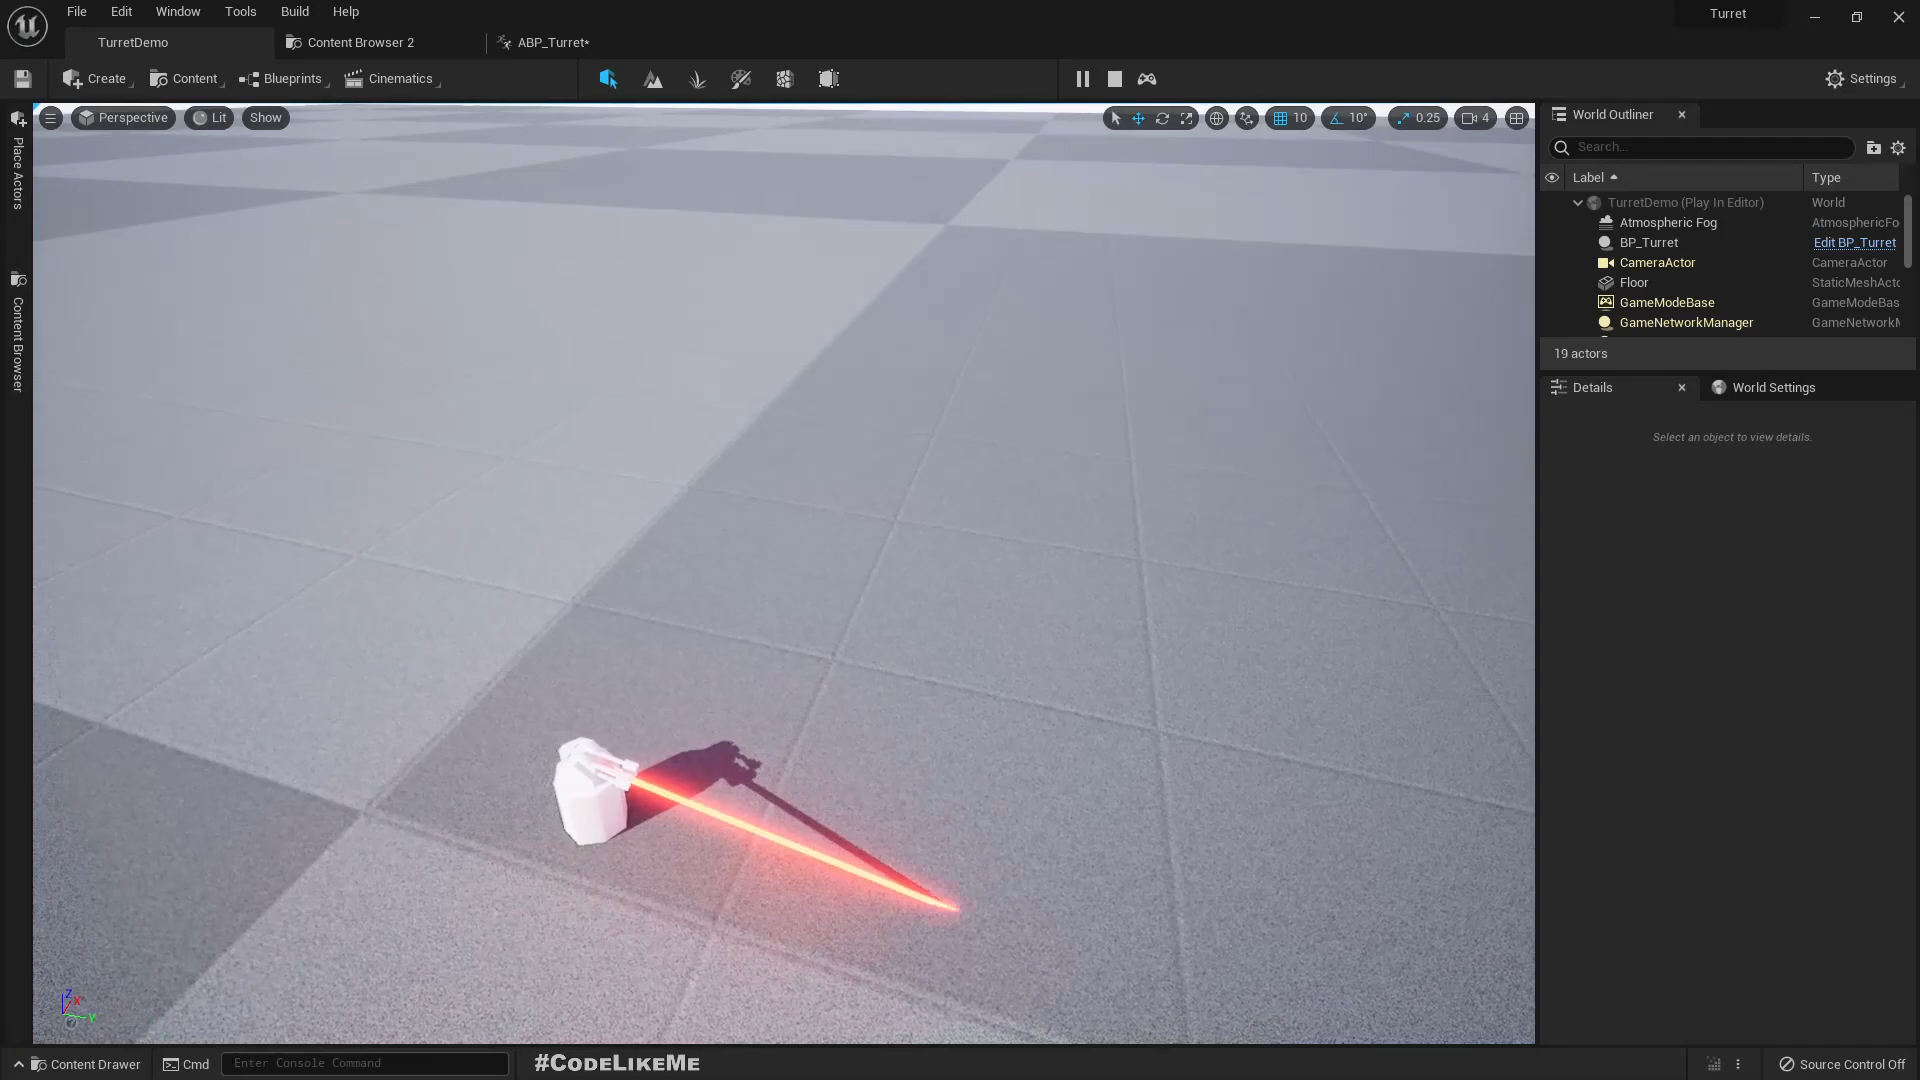 File Edit Window Tools Build Help
Turret
TurretDemo
Content Browser 2
ABP_Turret*
Create Content Blueprints Cinematics
Settings
Perspective Lit Show
10 10° 0.25 4
Place Actors
Content Browser
World Outliner
Search...
Label Type
TurretDemo (Play In Editor) World
Atmospheric Fog AtmosphericFo
BP_Turret Edit BP_Turret
CameraActor CameraActor
Floor StaticMeshActo
GameModeBase GameModeBas
GameNetworkManager GameNetworkM
19 actors
Details World Settings
Select an object to view details.
Z X Y
Content Drawer Cmd Enter Console Command #CodeLikeMe Source Control Off